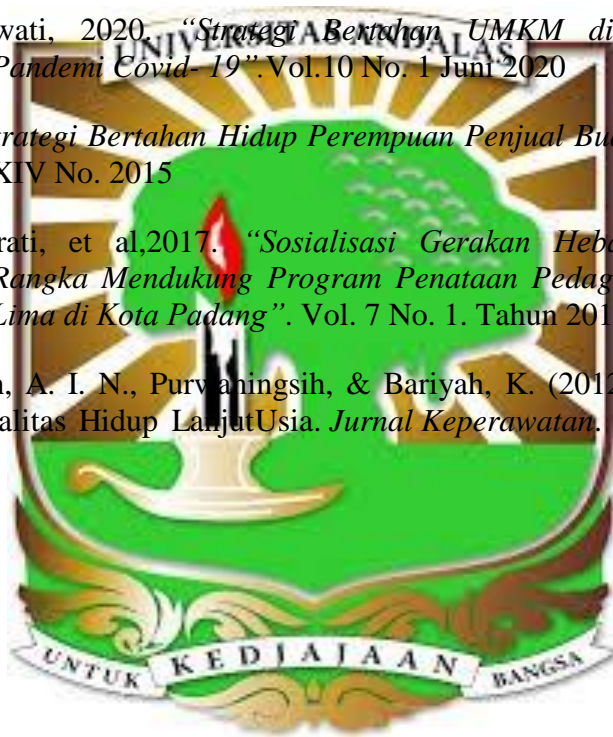 wati, 2020. “Strategi Bertahan UMKM di
UNIVERSITAS ANDALAS
Pandemi Covid- 19”.Vol.10 No. 1 Juni 2020
rategi Bertahan Hidup Perempuan Penjual Bu
XIV No. 2015
rati, et al,2017. “Sosialisasi Gerakan Heb
Rangka Mendukung Program Penataan Pedag
Lima di Kota Padang”. Vol. 7 No. 1. Tahun 201
n, A. I. N., Purwaningsih, & Bariyah, K. (2012
alitas Hidup LanjutUsia. Jurnal Keperawatan.
UNTUK KEDJAJAAN BANGSA